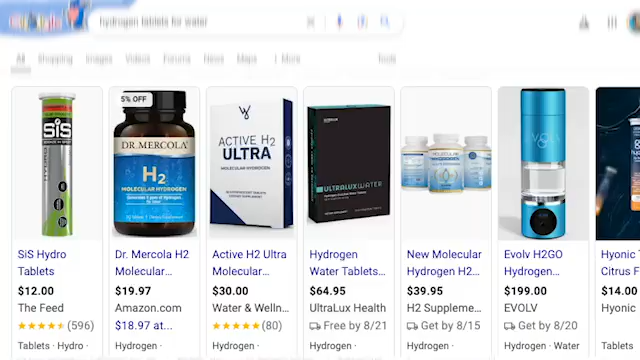 hydrogen tablets for water
All Shopping Images Videos Forums News Maps More Tools
5% OFF
SiS
DR. MERCOLA
H2
MOLECULAR HYDROGEN
ACTIVE H2
ULTRA
MOLECULAR HYDROGEN
ULTRALUXWATER
MOLECULAR
HYDROGEN
SiS Hydro
Tablets
$12.00
The Feed
(596)
Tablets · Hydro ·
Dr. Mercola H2
Molecular...
$19.97
Amazon.com
$18.97 at...
Hydrogen ·
Active H2 Ultra
Molecular...
$30.00
Water & Welln...
(80)
Hydrogen ·
Hydrogen
Water Tablets...
$64.95
UltraLux Health
Free by 8/21
Hydrogen ·
New Molecular
Hydrogen H2...
$39.95
H2 Suppleme...
Get by 8/15
Hydrogen ·
Evolv H2GO
Hydrogen...
$199.00
EVOLV
Get by 8/20
Hydrogen · Water
Hyonic
Citrus F
$14.00
Hyonic
Tablets